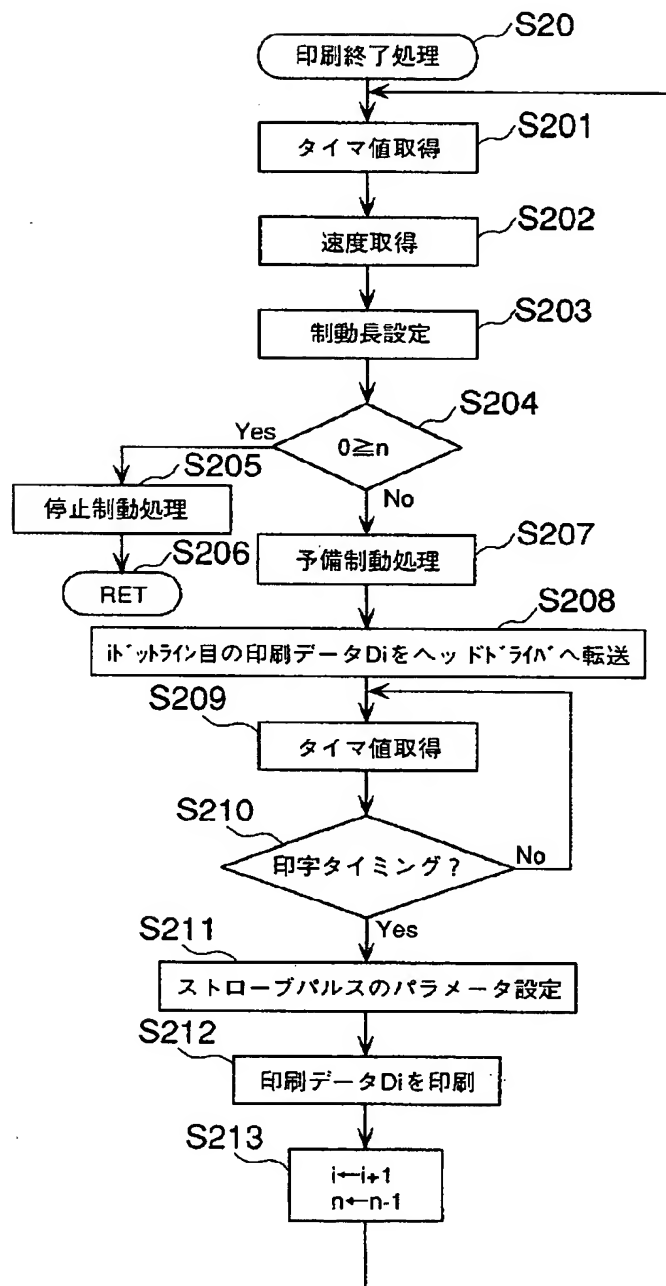 S20
印刷終了処理
S201
タイマ値取得
S202
速度取得
S203
制動長設定
S204
0≧n
Yes
No
S205
停止制動処理
S206
RET
S207
予備制動処理
S208
iドットライン目の印刷データDiをヘッドドライバへ転送
S209
タイマ値取得
S210
印字タイミング?
No
Yes
S211
ストローブパルスのパラメータ設定
S212
印刷データDiを印刷
S213
i←i+1
n←n-1